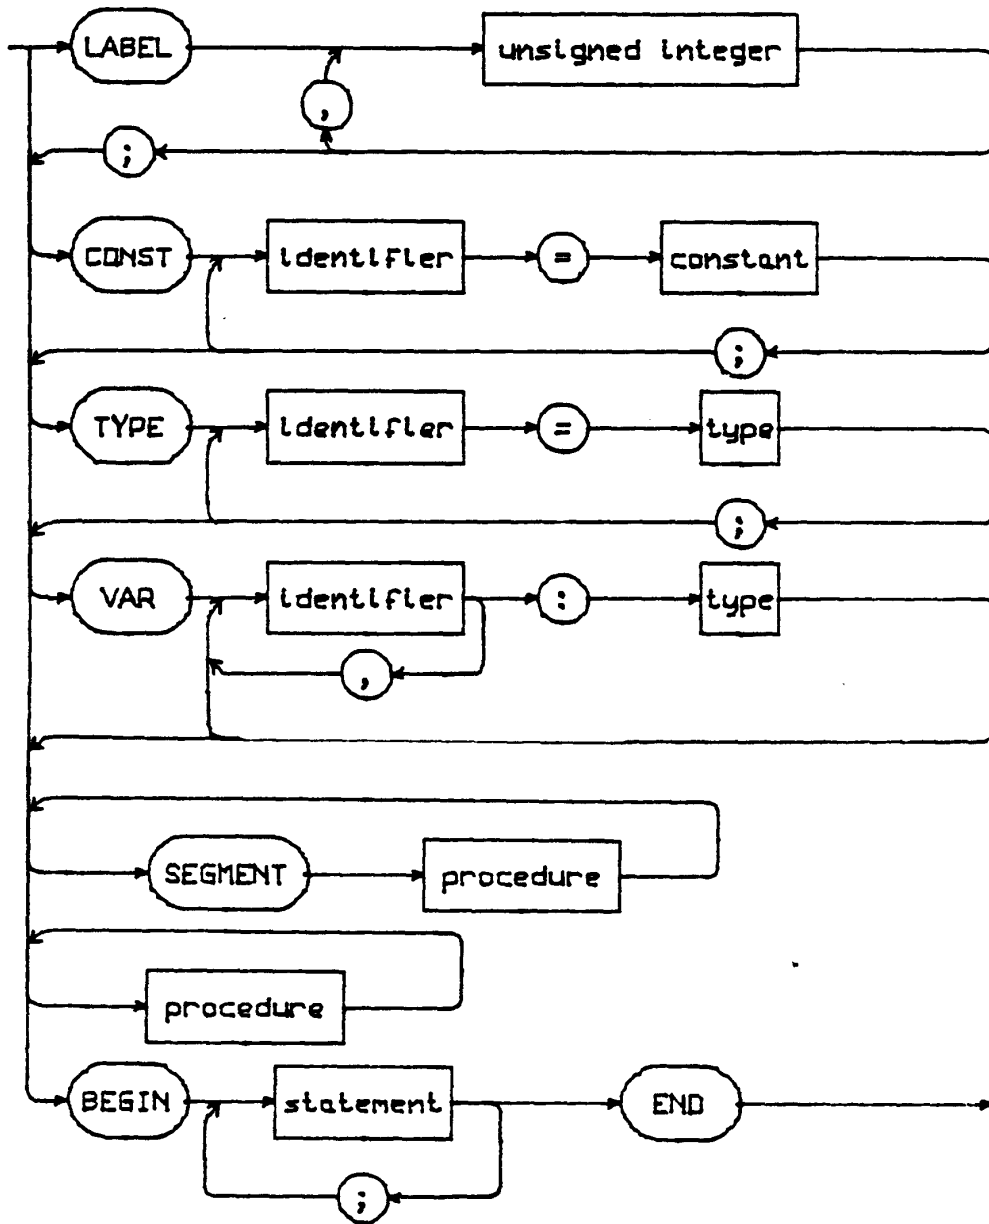 LABEL , unsigned integer
;
CONST identifier = constant
;
TYPE identifier = type
;
VAR identifier : type
,
SEGMENT procedure
procedure
BEGIN statement END
;